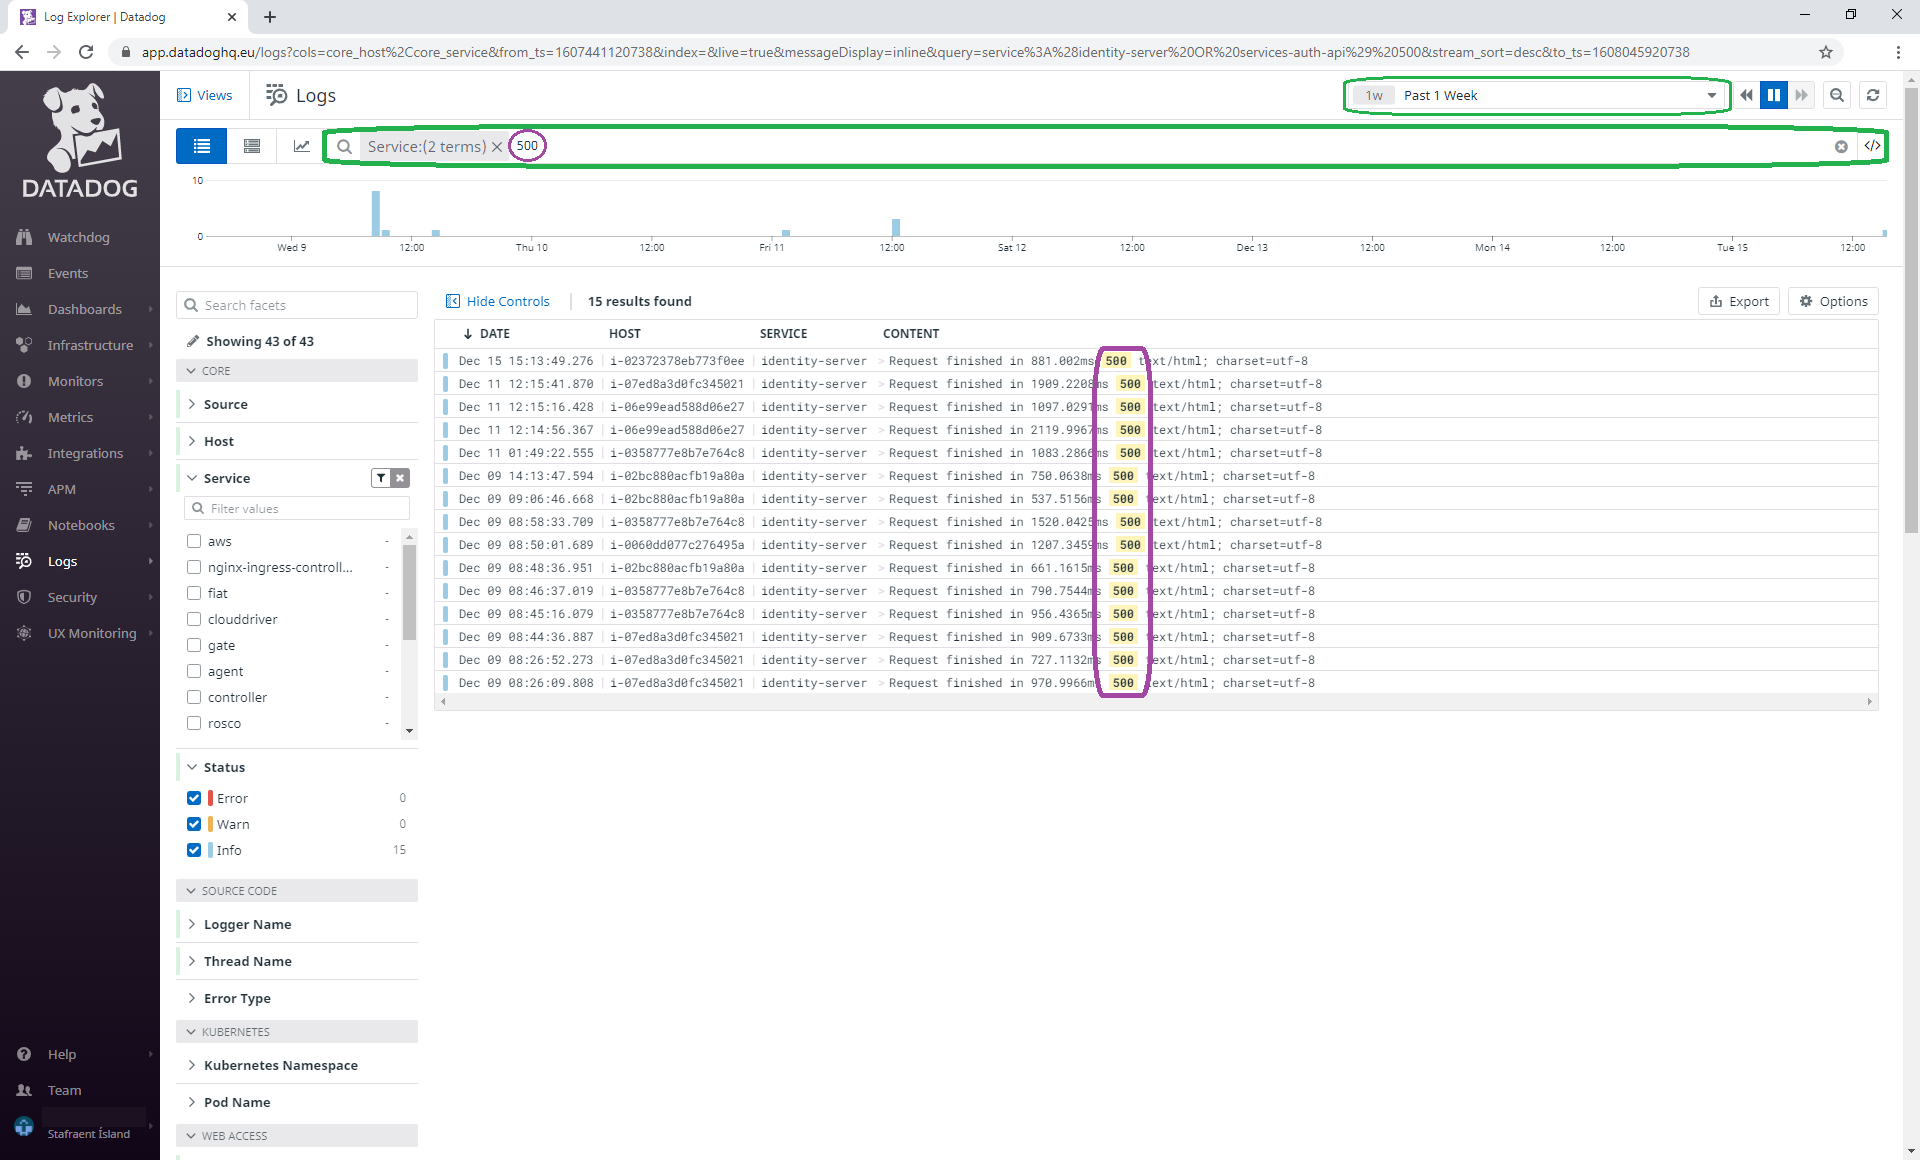 Log Explorer | Datadog
app.datadoghq.eu/logs?cols=core_host%2Ccore_service&from_ts=1607441120738&index=&live=true&messageDisplay=inline&query=service%3A%28identity-server%20OR%20services-auth-api%29%20500&stream_sort=desc&to_ts=1608045920738
DATADOG
Views
Logs
1w Past 1 Week
Service:(2 terms) 500
</>
10
0
Wed 9 12:00 Thu 10 12:00 Fri 11 12:00 Sat 12 12:00 Dec 13 12:00 Mon 14 12:00 Tue 15 12:00
Watchdog
Events
Dashboards
Infrastructure
Monitors
Metrics
Integrations
APM
Notebooks
Logs
Security
UX Monitoring
Help
Team
Stafraent Ísland
Search facets
Showing 43 of 43
CORE
Source
Host
Service
Filter values
aws -
nginx-ingress-controll... -
fiat -
clouddriver -
gate -
agent -
controller -
rosco -
Status
Error 0
Warn 0
Info 15
SOURCE CODE
Logger Name
Thread Name
Error Type
KUBERNETES
Kubernetes Namespace
Pod Name
WEB ACCESS
Hide Controls 15 results found Export Options
DATE HOST SERVICE CONTENT
Dec 15 15:13:49.276 i-02372378eb773f0ee identity-server > Request finished in 881.002ms 500 text/html; charset=utf-8
Dec 11 12:15:41.870 i-07ed8a3d0fc345021 identity-server > Request finished in 1909.2208ms 500 text/html; charset=utf-8
Dec 11 12:15:16.428 i-06e99ead588d06e27 identity-server > Request finished in 1097.0291ms 500 text/html; charset=utf-8
Dec 11 12:14:56.367 i-06e99ead588d06e27 identity-server > Request finished in 2119.9967ms 500 text/html; charset=utf-8
Dec 11 01:49:22.555 i-0358777e8b7e764c8 identity-server > Request finished in 1083.2866ms 500 text/html; charset=utf-8
Dec 09 14:13:47.594 i-02bc880acfb19a80a identity-server > Request finished in 750.0638ms 500 text/html; charset=utf-8
Dec 09 09:06:46.668 i-02bc880acfb19a80a identity-server > Request finished in 537.5156ms 500 text/html; charset=utf-8
Dec 09 08:58:33.709 i-0358777e8b7e764c8 identity-server > Request finished in 1520.0425ms 500 text/html; charset=utf-8
Dec 09 08:50:01.689 i-0060dd077c276495a identity-server > Request finished in 1207.3459ms 500 text/html; charset=utf-8
Dec 09 08:48:36.951 i-02bc880acfb19a80a identity-server > Request finished in 661.1615ms 500 text/html; charset=utf-8
Dec 09 08:46:37.019 i-0358777e8b7e764c8 identity-server > Request finished in 790.7544ms 500 text/html; charset=utf-8
Dec 09 08:45:16.079 i-0358777e8b7e764c8 identity-server > Request finished in 956.4365ms 500 text/html; charset=utf-8
Dec 09 08:44:36.887 i-07ed8a3d0fc345021 identity-server > Request finished in 909.6733ms 500 text/html; charset=utf-8
Dec 09 08:26:52.273 i-07ed8a3d0fc345021 identity-server > Request finished in 727.1132ms 500 text/html; charset=utf-8
Dec 09 08:26:09.808 i-07ed8a3d0fc345021 identity-server > Request finished in 970.9966ms 500 text/html; charset=utf-8